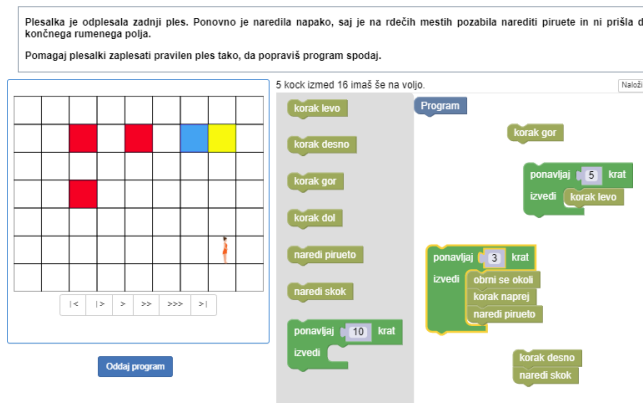 Plesalka je odplesala zadnji ples. Ponovno je naredila napako, saj je na rdečih mestih pozabila narediti piruete in ni prišla d
končnega rumenega polja.
Pomagaj plesalki zaplesati pravilen ples tako, da popraviš program spodaj.
5 kock izmed 16 imaš še na voljo.
Naloži
korak levo
korak desno
korak gor
korak dol
naredi pirueto
naredi skok
ponavljaj 10 krat
izvedi
Program
korak gor
ponavljaj 5 krat
izvedi korak levo
ponavljaj 3 krat
izvedi obrni se okoli
korak naprej
naredi pirueto
korak desno
naredi skok
|< |> > >> >>> >|
Oddaj program